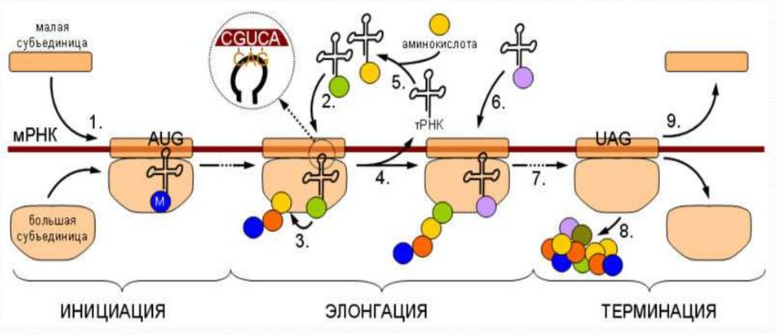 малая
субъединица
CGUCA
CAG
аминокислота
1.
2.
5.
6.
9.
мРНК
AUG
тРНК
UAG
M
4.
7.
большая
субъединица
3.
8.
ИНИЦИАЦИЯ
ЭЛОНГАЦИЯ
ТЕРМИНАЦИЯ